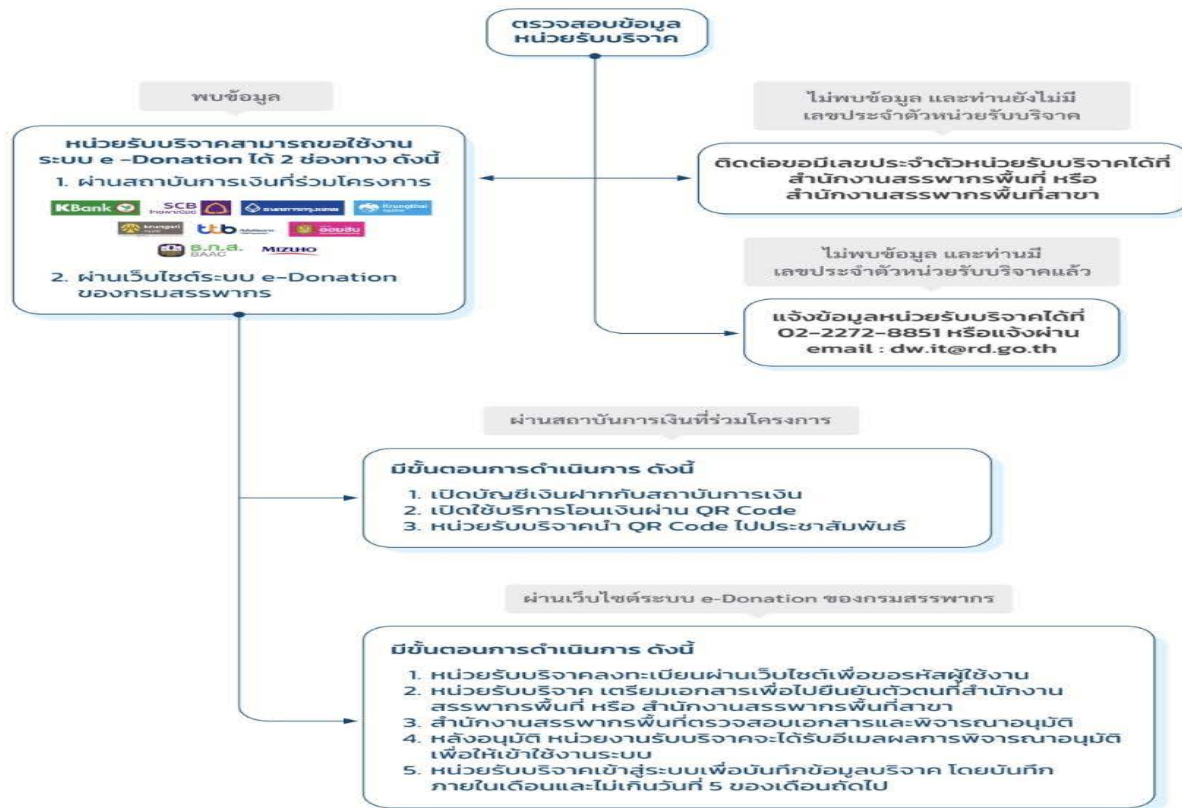 ตรวจสอบข้อมูล
หน่วยรับบริจาค
พบข้อมูล
หน่วยรับบริจาคสามารถขอใช้งาน
ระบบ e -Donation ได้ 2 ช่องทาง ดังนี้
1. ผ่านสถาบันการเงินที่ร่วมโครงการ
KBank
SCB
ไทยพาณิชย์
ธนาคารกรุงเทพ
Krungthai
krungsri
ttb
ออมสิน
ธ.ก.ส.
BAAC
MIZUHO
2. ผ่านเว็บไซต์ระบบ e-Donation
ของกรมสรรพากร
ไม่พบข้อมูล และท่านยังไม่มี
เลขประจำตัวหน่วยรับบริจาค
ติดต่อขอมีเลขประจำตัวหน่วยรับบริจาคได้ที่
สำนักงานสรรพากรพื้นที่ หรือ
สำนักงานสรรพากรพื้นที่สาขา
ไม่พบข้อมูล และท่านมี
เลขประจำตัวหน่วยรับบริจาคแล้ว
แจ้งข้อมูลหน่วยรับบริจาคได้ที่
02-2272-8851 หรือแจ้งผ่าน
email : dw.it@rd.go.th
ผ่านสถาบันการเงินที่ร่วมโครงการ
มีขั้นตอนการดำเนินการ ดังนี้
1. เปิดบัญชีเงินฝากกับสถาบันการเงิน
2. เปิดใช้บริการโอนเงินผ่าน QR Code
3. หน่วยรับบริจาคนำ QR Code ไปประชาสัมพันธ์
ผ่านเว็บไซต์ระบบ e-Donation ของกรมสรรพากร
มีขั้นตอนการดำเนินการ ดังนี้
1. หน่วยรับบริจาคลงทะเบียนผ่านเว็บไซต์เพื่อขอรหัสผู้ใช้งาน
2. หน่วยรับบริจาค เตรียมเอกสารเพื่อไปยืนยันตัวตนที่สำนักงาน
สรรพากรพื้นที่ หรือ สำนักงานสรรพากรพื้นที่สาขา
3. สำนักงานสรรพากรพื้นที่ตรวจสอบเอกสารและพิจารณาอนุมัติ
4. หลังอนุมัติ หน่วยงานรับบริจาคจะได้รับอีเมลผลการพิจารณาอนุมัติ
เพื่อให้เข้าใช้งานระบบ
5. หน่วยรับบริจาคเข้าสู่ระบบเพื่อบันทึกข้อมูลบริจาค โดยบันทึก
ภายในเดือนและไม่เกินวันที่ 5 ของเดือนถัดไป